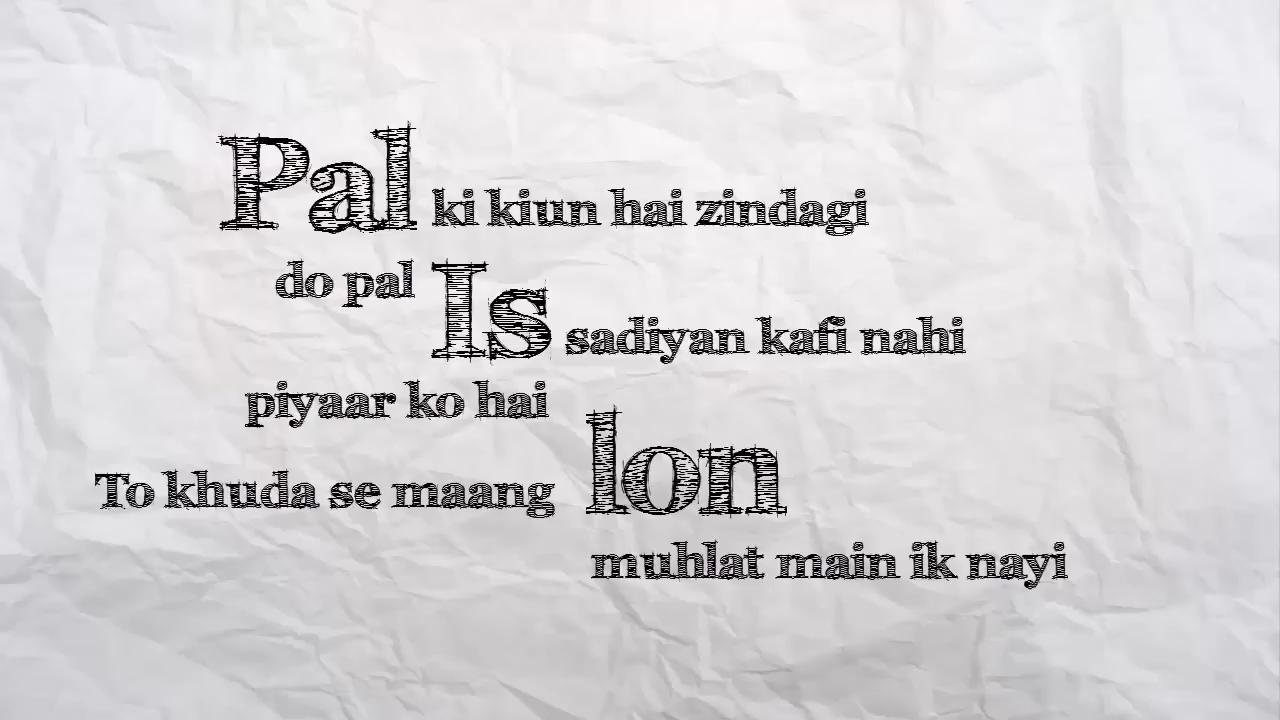 Pal ki kiun hai zindagi
do pal
Is sadiyan kafi nahi
piyaar ko hai
To khuda se maang lon
muhlat main ik nayi